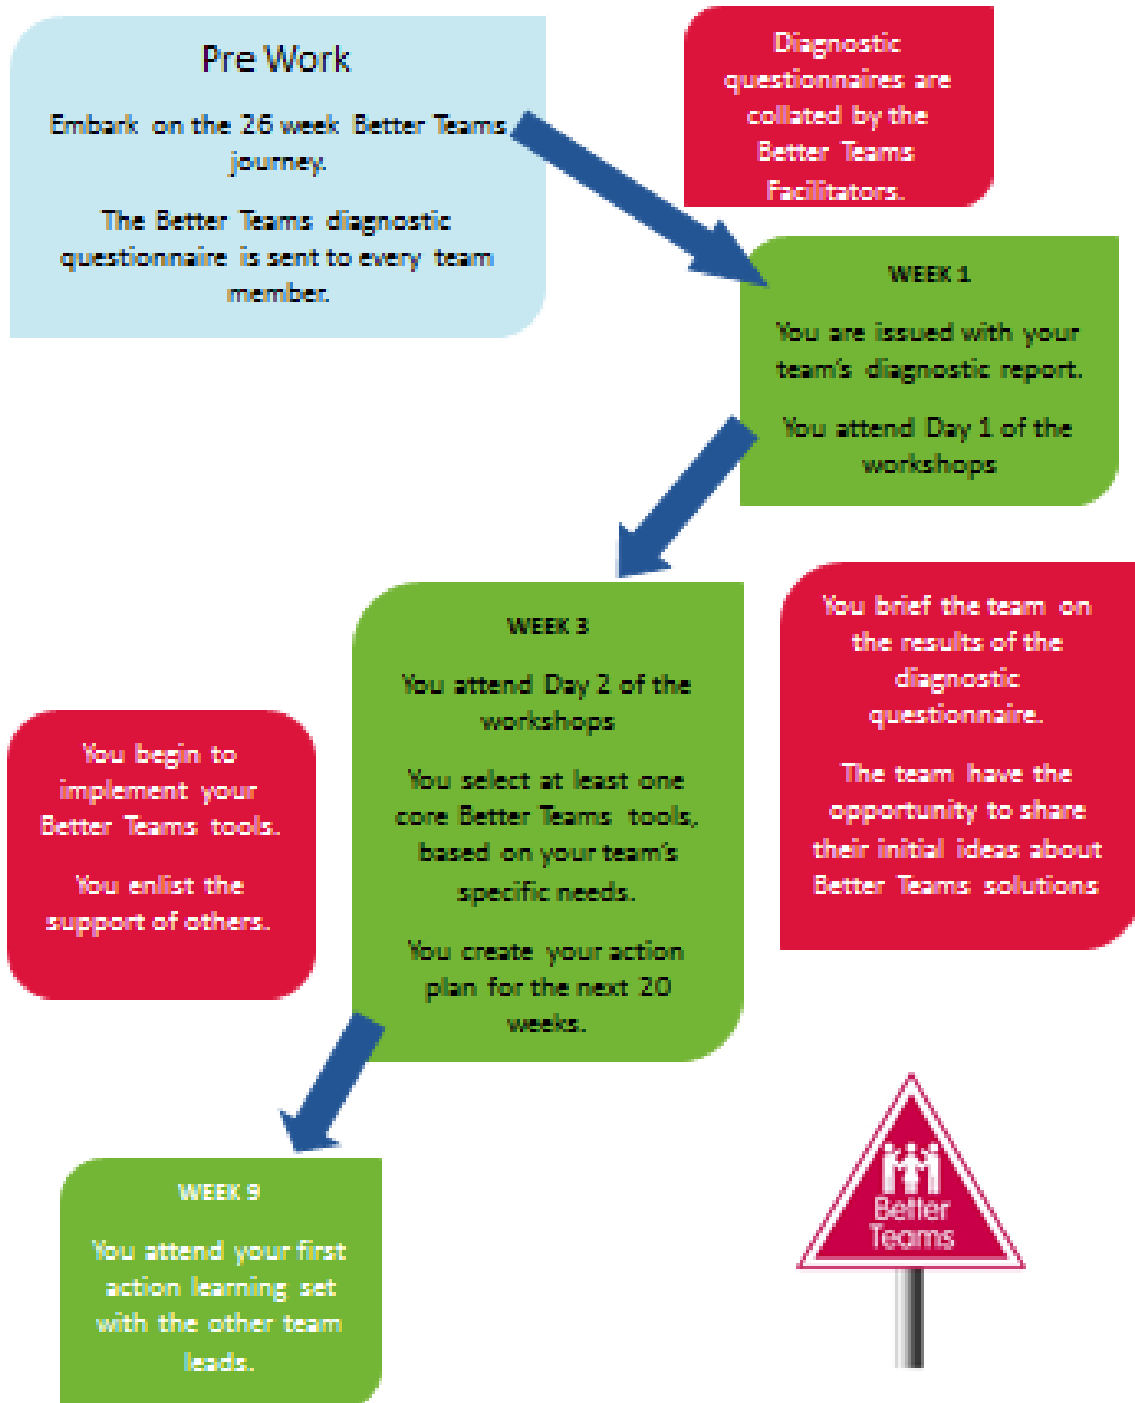 Pre Work
Embark on the 26 week Better Teams
journey.
The Better Teams diagnostic
questionnaire is sent to every team
member.
Diagnostic
questionnaires are
collated by the
Better Teams
Facilitators.
WEEK 1
You are issued with your
team's diagnostic report.
You attend Day 1 of the
workshops
You brief the team on
the results of the
diagnostic
questionnaire.
The team have the
opportunity to share
their initial ideas about
Better Teams solutions
WEEK 3
You attend Day 2 of the
workshops
You select at least one
core Better Teams tools,
based on your team's
specific needs.
You create your action
plan for the next 20
weeks.
You begin to
implement your
Better Teams tools.
You enlist the
support of others.
WEEK 9
You attend your first
action learning set
with the other team
leads.
Better
Teams